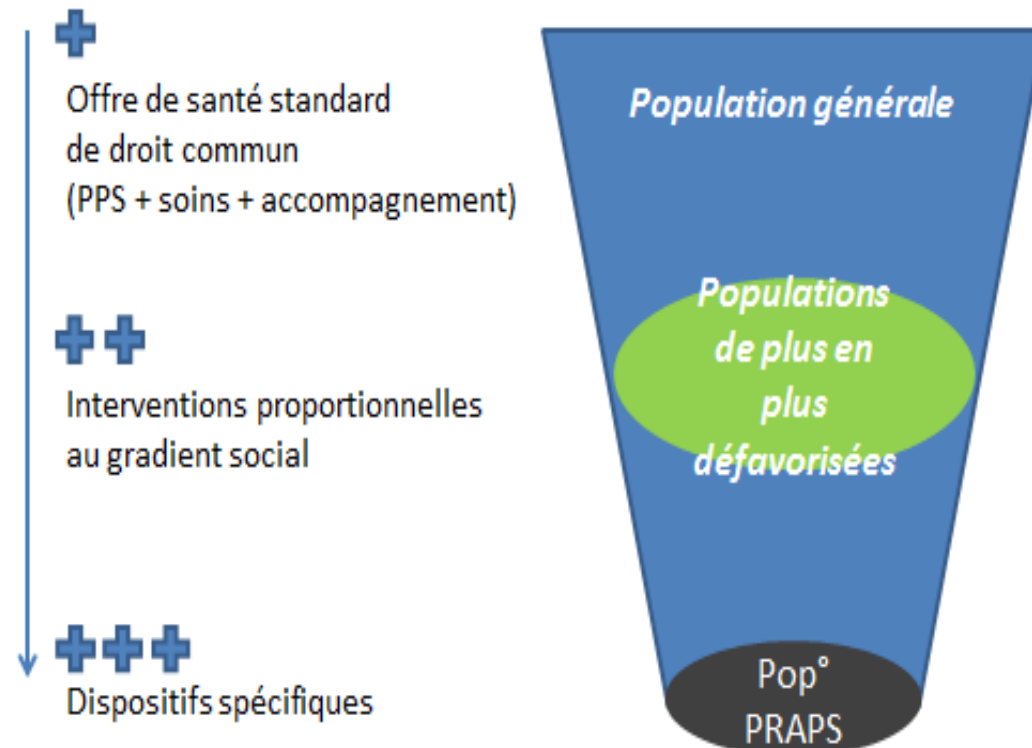 Offre de santé standard
de droit commun
(PPS + soins + accompagnement)
Population générale
Interventions proportionnelles
au gradient social
Populations
de plus en
plus
défavorisées
Dispositifs spécifiques
Pop°
PRAPS